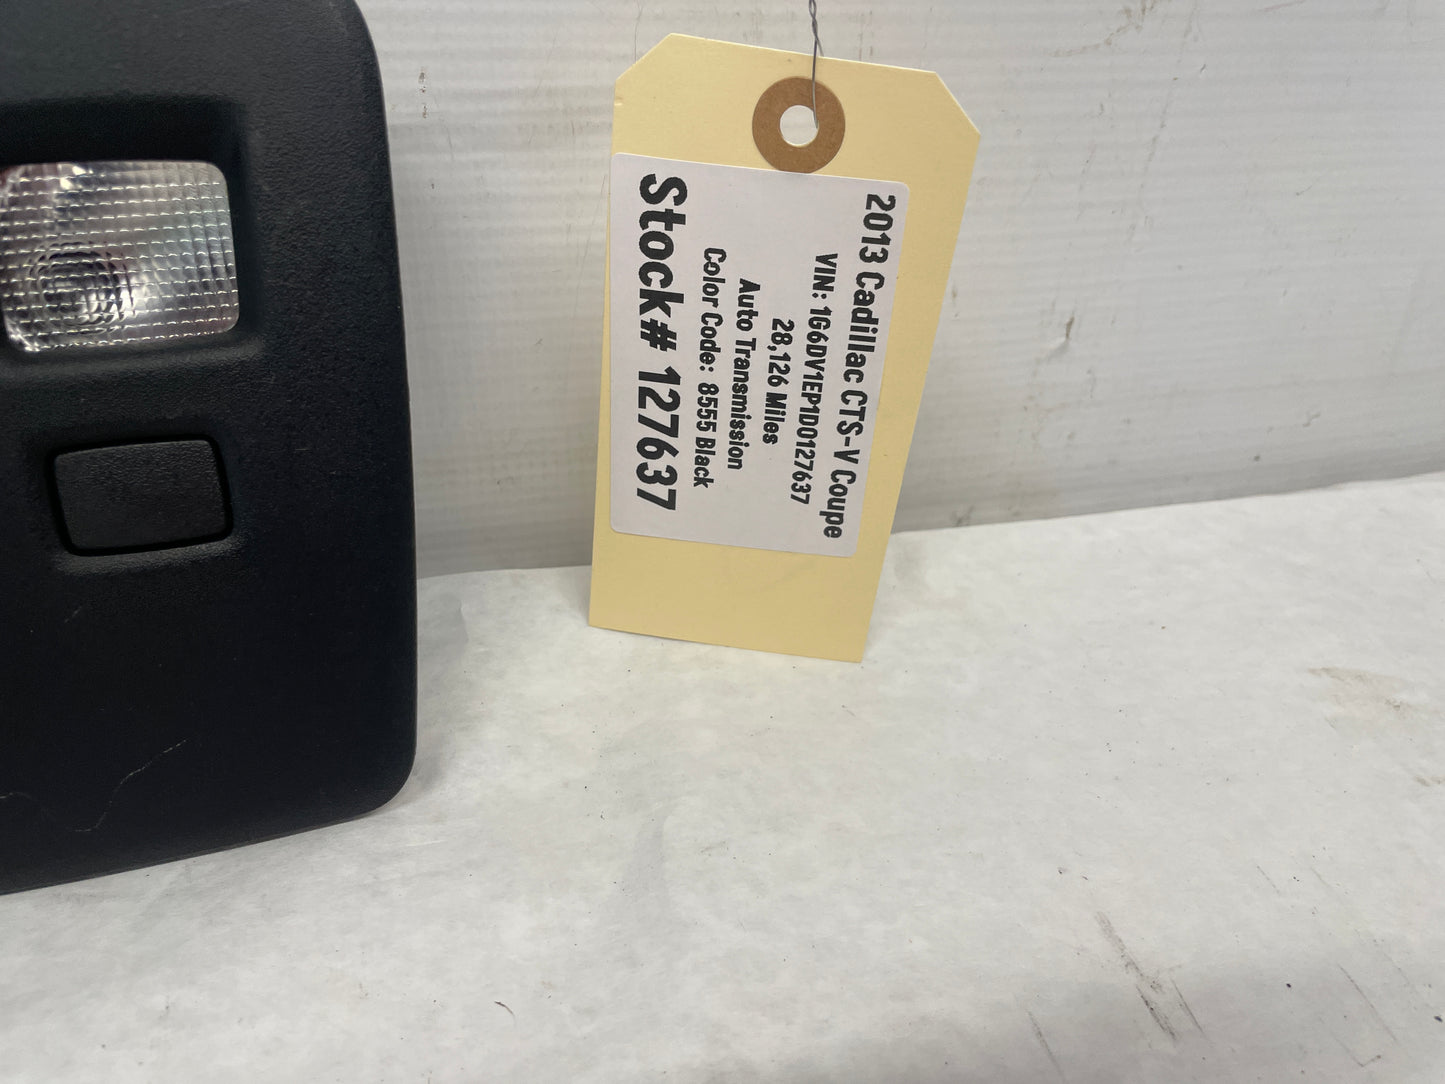 2013 Cadillac CTS-V Coupe
VIN: 1G6DV1EP1D0127637
28,126 Miles
Auto Transmission
Color Code: 8555 Black
Stock# 127637